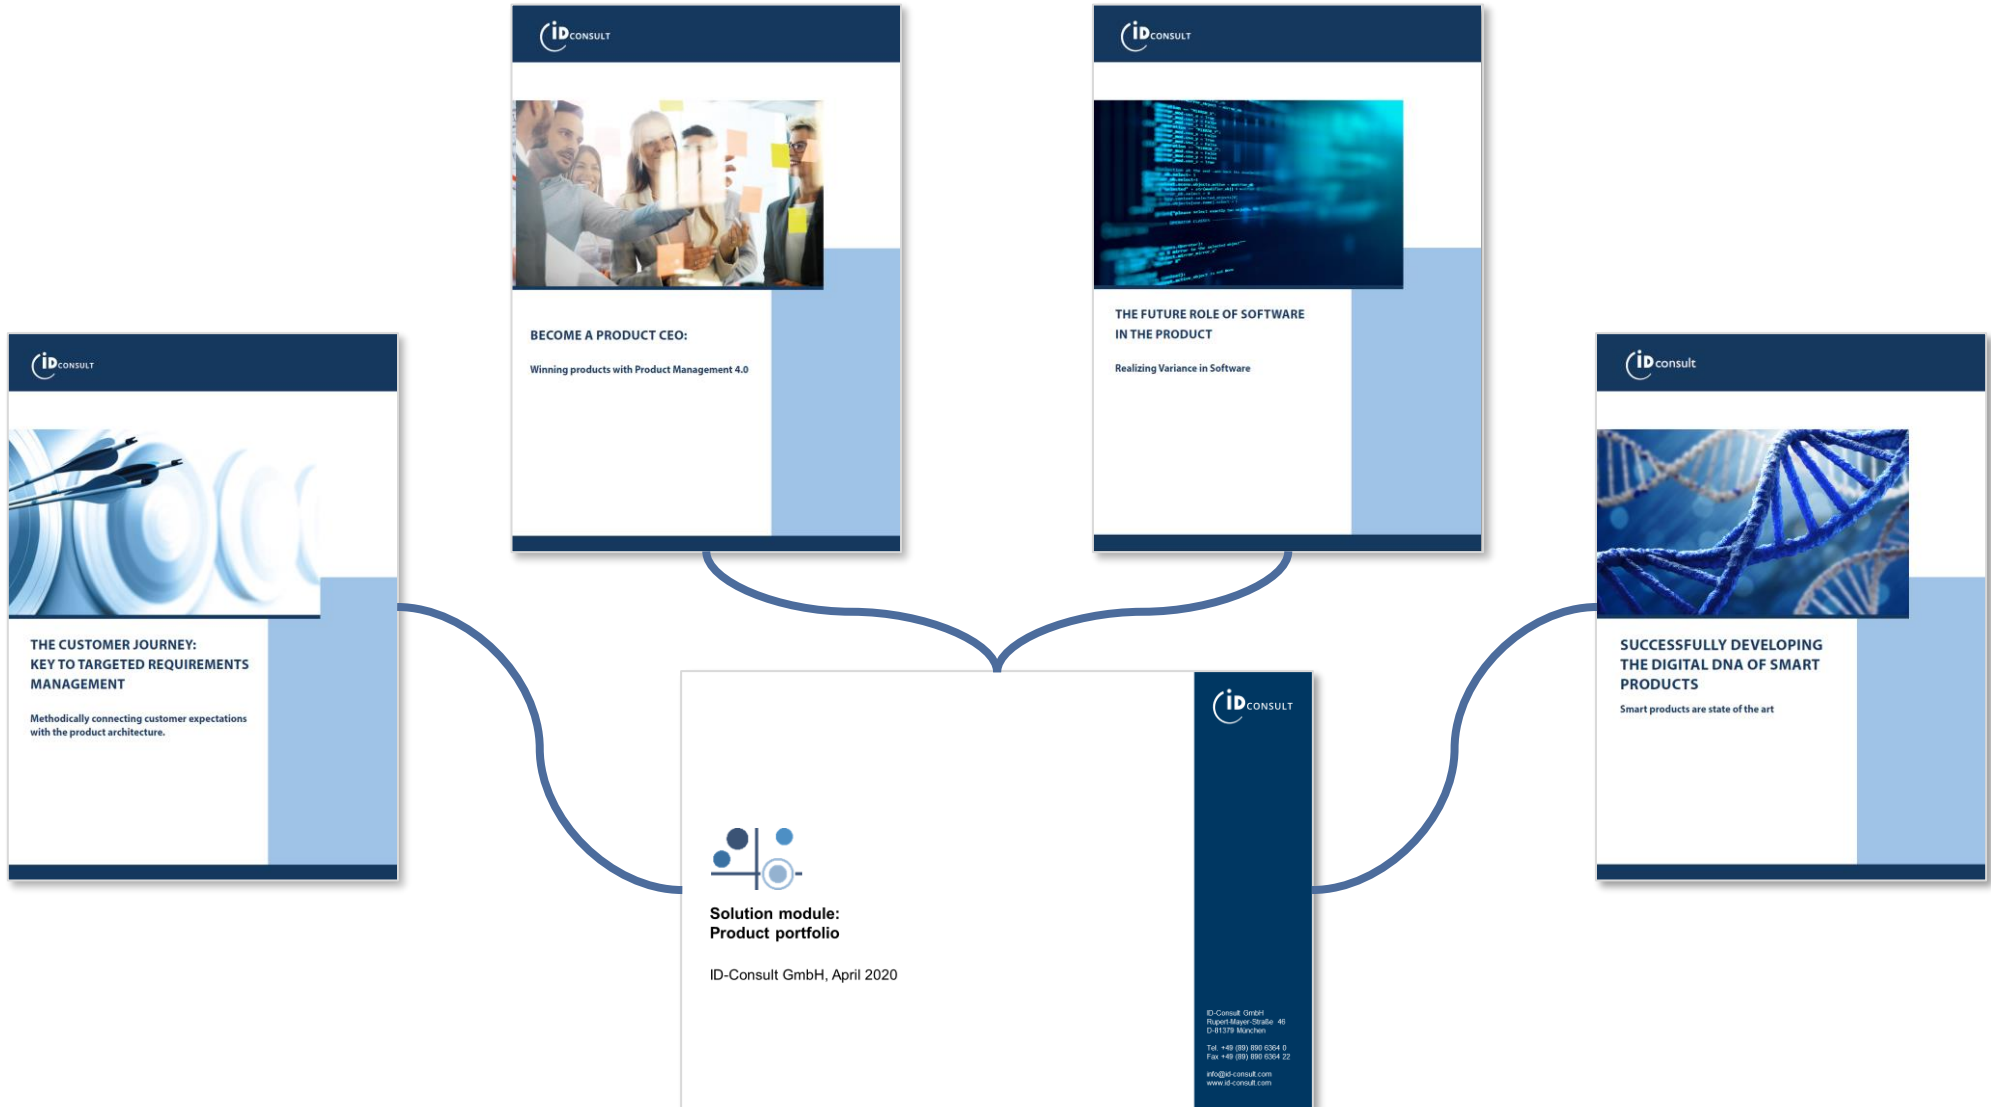 iD CONSULT
BECOME A PRODUCT CEO:
Winning products with Product Management 4.0
iD CONSULT
THE FUTURE ROLE OF SOFTWARE
IN THE PRODUCT
Realizing Variance in Software
iD CONSULT
THE CUSTOMER JOURNEY:
KEY TO TARGETED REQUIREMENTS
MANAGEMENT
Methodically connecting customer expectations
with the product architecture.
iD consult
SUCCESSFULLY DEVELOPING
THE DIGITAL DNA OF SMART
PRODUCTS
Smart products are state of the art
iD CONSULT
Solution module:
Product portfolio
ID-Consult GmbH, April 2020
ID-Consult GmbH
Rupert-Mayer-Straße 46
D-81379 München
Tel. +49 (89) 890 6364 0
Fax +49 (89) 890 6364 22
info@id-consult.com
www.id-consult.com